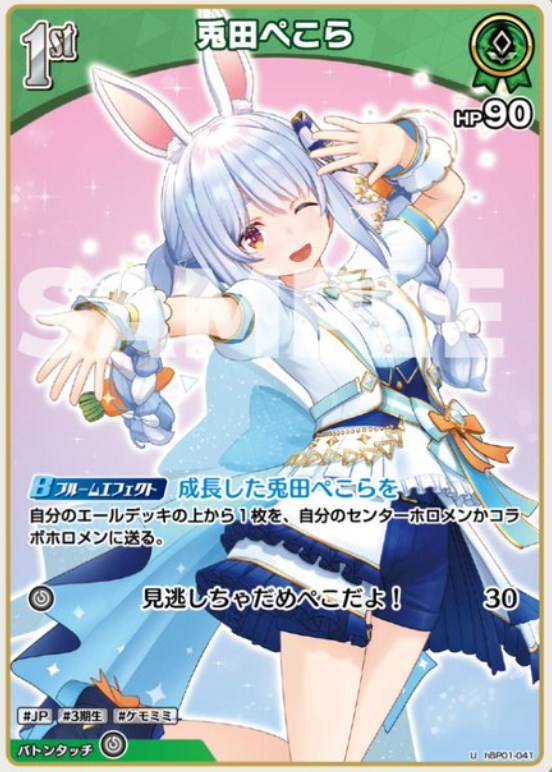 1st
兎田ぺこら
HP90
SAMPLE
Bブルームエフェクト 成長した兎田ぺこらを
自分のエールデッキの上から1枚を、自分のセンターホロメンかコラ
ボホロメンに送る。
見逃しちゃだめぺこだよ! 30
#JP #3期生 #ケモミミ
バトンタッチ
U hBP01-041